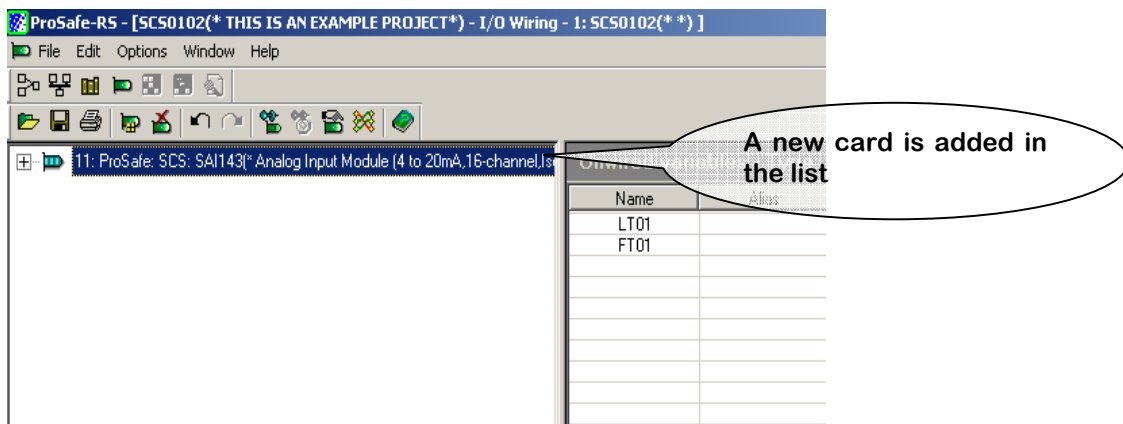 ProSafe-RS - [SCS0102(* THIS IS AN EXAMPLE PROJECT*) - I/O Wiring - 1: SCS0102(* *) ]
File Edit Options Window Help
11: ProSafe: SCS: SAI143(* Analog Input Module (4 to 20mA,16-channel,Is
A new card is added in
the list
Name Alias
LT01
FT01